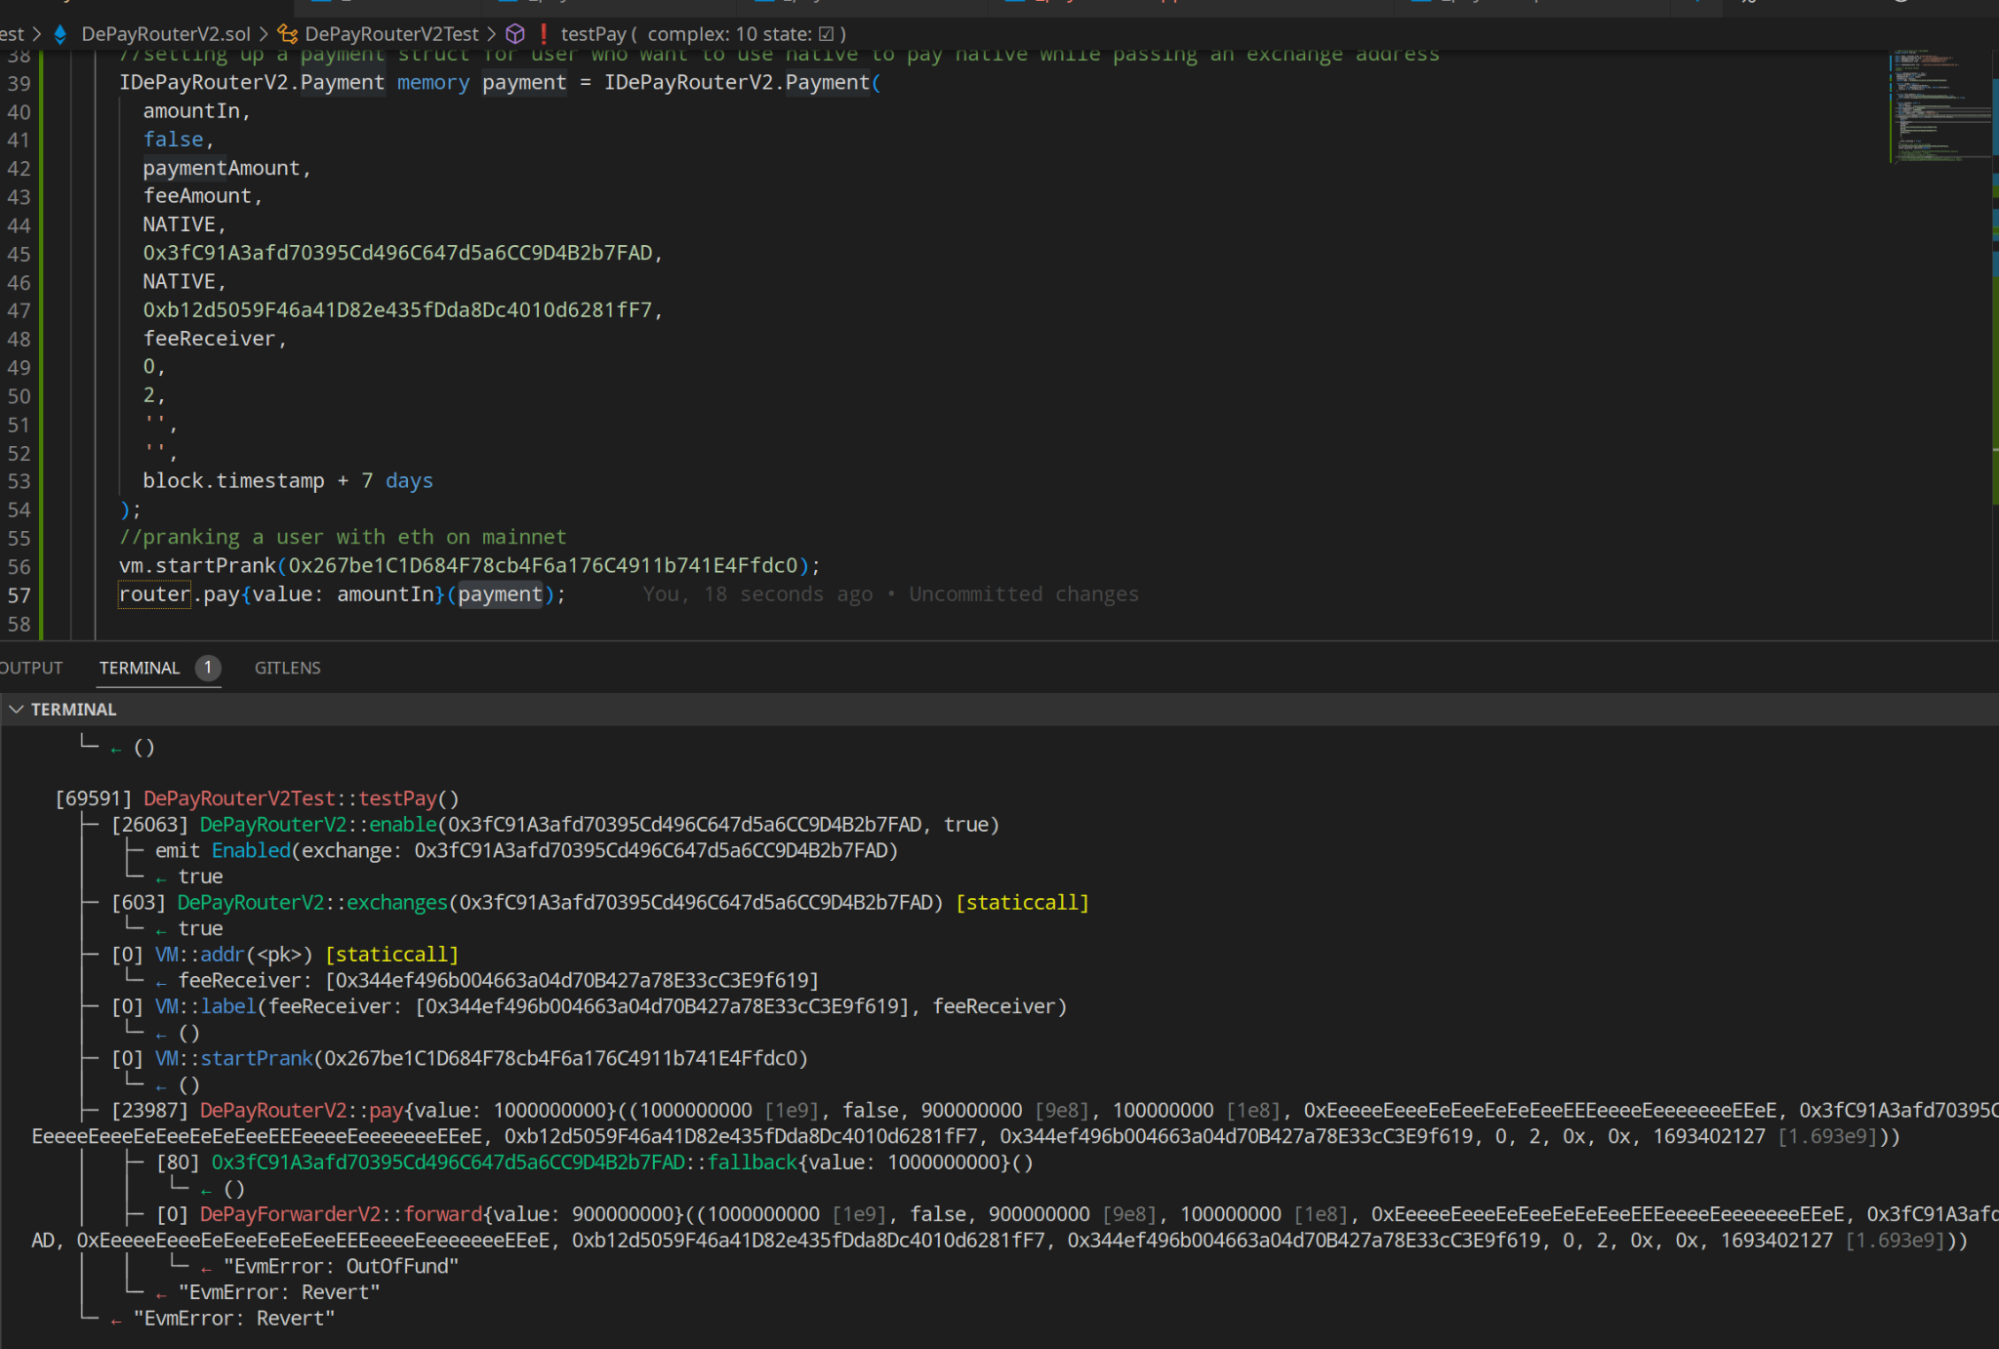 est > DePayRouterV2.sol > DePayRouterV2Test > testPay ( complex: 10 state: ☑ )
38 //setting up a payment struct for user who want to use native to pay native while passing an exchange address
39 IDePayRouterV2.Payment memory payment = IDePayRouterV2.Payment(
40 amountIn,
41 false,
42 paymentAmount,
43 feeAmount,
44 NATIVE,
45 0x3fC91A3afd70395Cd496C647d5a6CC9D4B2b7FAD,
46 NATIVE,
47 0xb12d5059F46a41D82e435fDda8Dc4010d6281fF7,
48 feeReceiver,
49 0,
50 2,
51 '',
52 '',
53 block.timestamp + 7 days
54 );
55 //pranking a user with eth on mainnet
56 vm.startPrank(0x267be1C1D684F78cb4F6a176C4911b741E4Ffdc0);
57 router.pay{value: amountIn}(payment); You, 18 seconds ago • Uncommitted changes
58
OUTPUT TERMINAL 1 GITLENS
TERMINAL
└─ ← ()
[69591] DePayRouterV2Test::testPay()
├─ [26063] DePayRouterV2::enable(0x3fC91A3afd70395Cd496C647d5a6CC9D4B2b7FAD, true)
│ ├─ emit Enabled(exchange: 0x3fC91A3afd70395Cd496C647d5a6CC9D4B2b7FAD)
│ └─ ← true
├─ [603] DePayRouterV2::exchanges(0x3fC91A3afd70395Cd496C647d5a6CC9D4B2b7FAD) [staticcall]
│ └─ ← true
├─ [0] VM::addr(<pk>) [staticcall]
│ └─ ← feeReceiver: [0x344ef496b004663a04d70B427a78E33cC3E9f619]
├─ [0] VM::label(feeReceiver: [0x344ef496b004663a04d70B427a78E33cC3E9f619], feeReceiver)
│ └─ ← ()
├─ [0] VM::startPrank(0x267be1C1D684F78cb4F6a176C4911b741E4Ffdc0)
│ └─ ← ()
├─ [23987] DePayRouterV2::pay{value: 1000000000}((1000000000 [1e9], false, 900000000 [9e8], 100000000 [1e8], 0xEeeeeEeeeEeEeeEeEeEeeEEEeeeeEeeeeeeeEEeE, 0x3fC91A3afd70395C
EeeeeEeeeEeEeeEeEeEeeEEEeeeeEeeeeeeeEEeE, 0xb12d5059F46a41D82e435fDda8Dc4010d6281fF7, 0x344ef496b004663a04d70B427a78E33cC3E9f619, 0, 2, 0x, 0x, 1693402127 [1.693e9]))
│ ├─ [80] 0x3fC91A3afd70395Cd496C647d5a6CC9D4B2b7FAD::fallback{value: 1000000000}()
│ │ └─ ← ()
│ ├─ [0] DePayForwarderV2::forward{value: 900000000}((1000000000 [1e9], false, 900000000 [9e8], 100000000 [1e8], 0xEeeeeEeeeEeEeeEeEeEeeEEEeeeeEeeeeeeeEEeE, 0x3fC91A3afd
AD, 0xEeeeeEeeeEeEeeEeEeEeeEEEeeeeEeeeeeeeEEeE, 0xb12d5059F46a41D82e435fDda8Dc4010d6281fF7, 0x344ef496b004663a04d70B427a78E33cC3E9f619, 0, 2, 0x, 0x, 1693402127 [1.693e9]))
│ │ └─ ← "EvmError: OutOfFund"
│ └─ ← "EvmError: Revert"
└─ ← "EvmError: Revert"